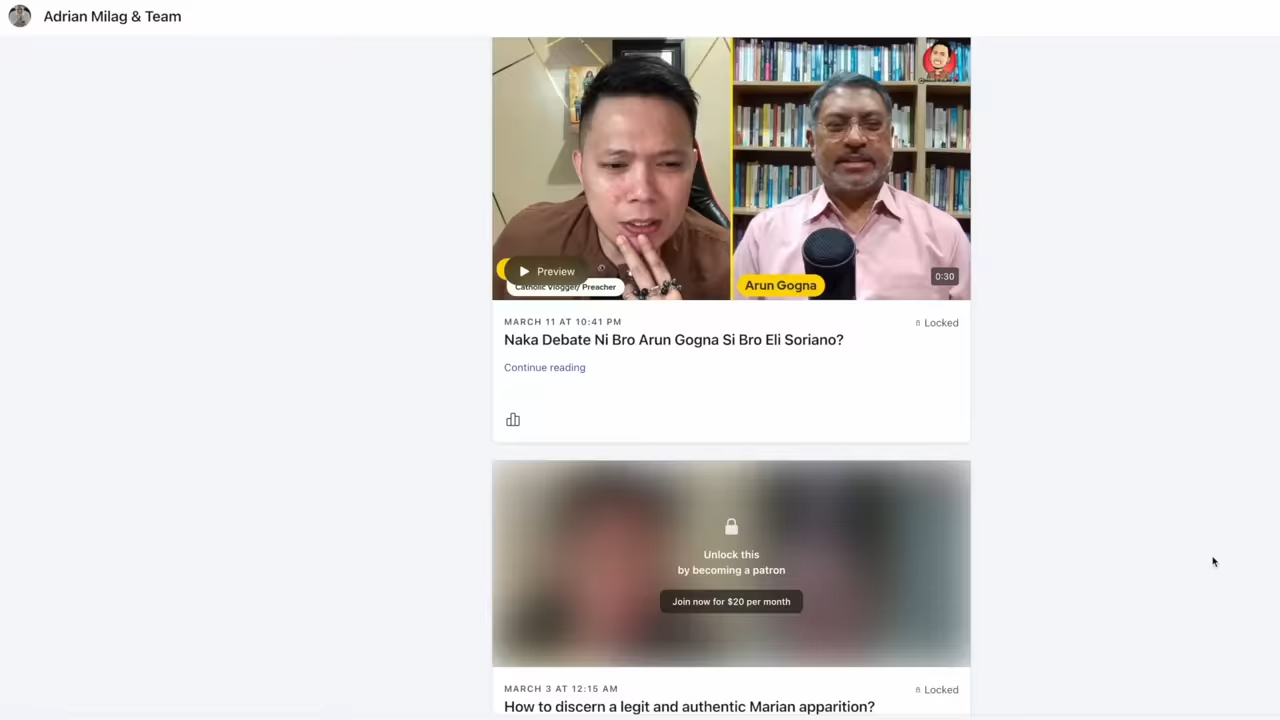 Adrian Milag & Team
Preview
Catholic Vlogger/ Preacher
Arun Gogna
0:30
MARCH 11 AT 10:41 PM
Locked
Naka Debate Ni Bro Arun Gogna Si Bro Eli Soriano?
Continue reading
Unlock this
by becoming a patron
Join now for $20 per month
MARCH 3 AT 12:15 AM
Locked
How to discern a legit and authentic Marian apparition?